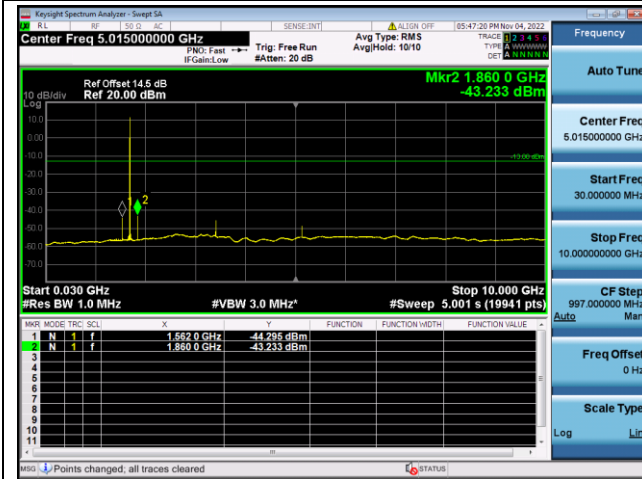 Keysight Spectrum Analyzer - Swept SA
RL RF 50 Ω AC SENSE:INT ALIGN OFF 05:47:20 PM Nov 04, 2022
Center Freq 5.015000000 GHz
PNO: Fast Trig: Free Run
IFGain:Low #Atten: 20 dB
Avg Type: RMS
Avg|Hold: 10/10
TRACE 1 2 3 4 5 6
TYPE A WWWWW
DET A N N N N N
Mkr2 1.860 0 GHz
-43.233 dBm
Ref Offset 14.5 dB
10 dB/div Ref 20.00 dBm
Log
10.0
0.00
-10.0
-13.00 dBm
-20.0
-30.0
-40.0
1
2
-50.0
-60.0
-70.0
Start 0.030 GHz Stop 10.000 GHz
#Res BW 1.0 MHz #VBW 3.0 MHz* #Sweep 5.001 s (19941 pts)
MKR MODE TRC SCL X Y FUNCTION FUNCTION WIDTH FUNCTION VALUE
1 N 1 f 1.562 0 GHz -44.295 dBm
2 N 1 f 1.860 0 GHz -43.233 dBm
3
4
5
6
7
8
9
10
11
MSG Points changed; all traces cleared STATUS
Frequency
Auto Tune
Center Freq
5.015000000 GHz
Start Freq
30.000000 MHz
Stop Freq
10.000000000 GHz
CF Step
997.000000 MHz
Auto Man
Freq Offset
0 Hz
Scale Type
Log Lin